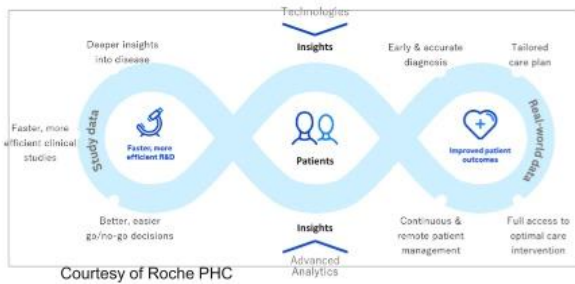 Technologies
Insights
Deeper insights
into disease
Early & accurate
diagnosis
Tailored
care plan
Faster, more
efficient clinical
studies
Study data
Faster, more
efficient R&D
Patients
Improved patient
outcomes
Real-world data
Better, easier
go/no-go decisions
Insights
Advanced
Analytics
Continuous &
remote patient
management
Full access to
optimal care
intervention
Courtesy of Roche PHC